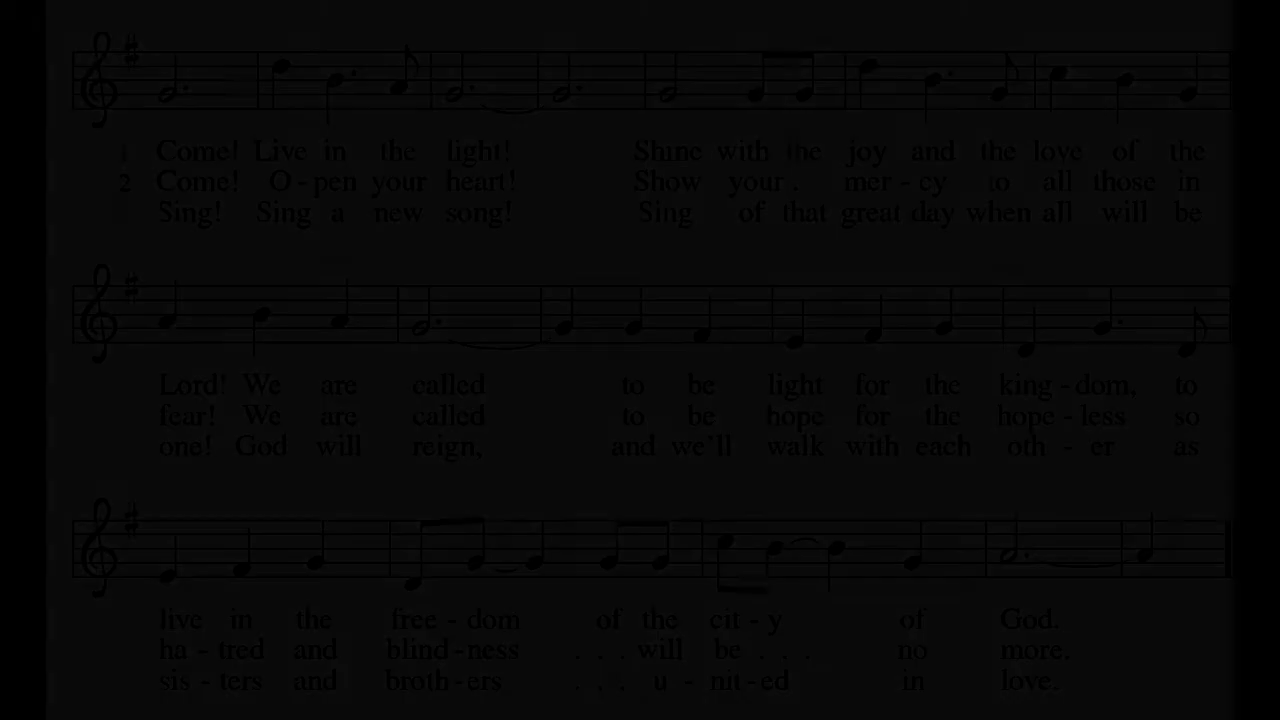 1 Come! Live in the light! Shine with the joy and the love of the
2 Come! O - pen your heart! Show your . mer - cy to all those in
Sing! Sing a new song! Sing of that great day when all will be
Lord! We are called to be light for the king - dom, to
fear! We are called to be hope for the hope - less so
one! God will reign, and we'll walk with each oth - er as
live in the free - dom of the cit - y of God.
ha - tred and blind - ness . . . will be . . . no more.
sis - ters and broth - ers . . . u - nit - ed in love.